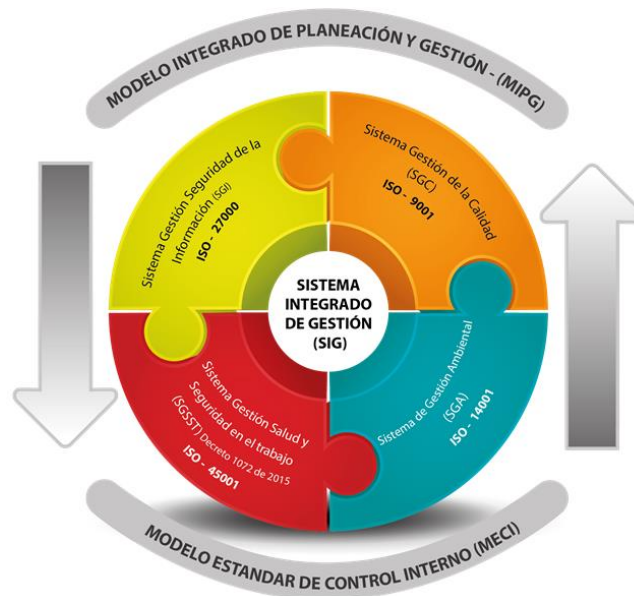 MODELO INTEGRADO DE PLANEACIÓN Y GESTIÓN - (MIPG)
Sistema Gestión Seguridad de la
Información (SGI)
ISO - 27000
Sistema Gestión de la Calidad
(SGC)
ISO - 9001
SISTEMA
INTEGRADO
DE GESTIÓN
(SIG)
Sistema Gestión Salud y
Seguridad en el trabajo
(SGSST) Decreto 1072 de 2015
ISO - 45001
Sistema de Gestión Ambiental
(SGA)
ISO - 14001
MODELO ESTANDAR DE CONTROL INTERNO (MECI)